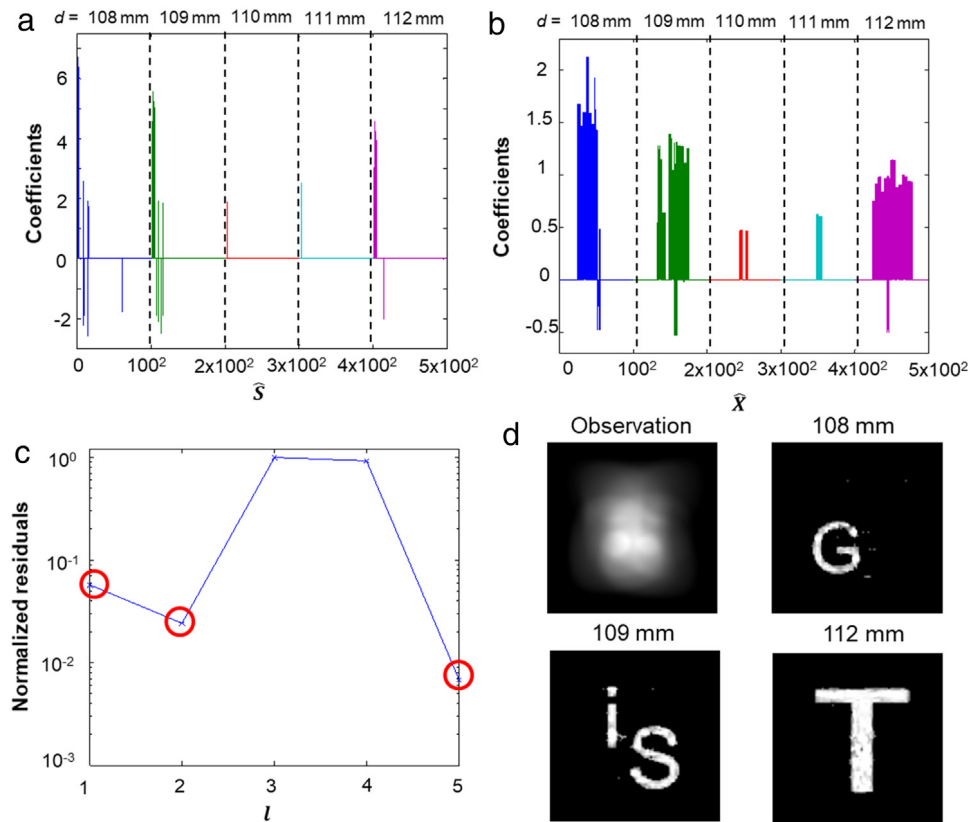 a
d = 108 mm 109 mm 110 mm 111 mm 112 mm
6
4
2
0
-2
Coefficients
0 10² 2x10² 3x10² 4x10² 5x10²
ŝ
b
d = 108 mm 109 mm 110 mm 111 mm 112 mm
2
1.5
1
0.5
0
-0.5
Coefficients
0 10² 2x10² 3x10² 4x10² 5x10²
x̂
c
10⁰
10⁻¹
10⁻²
10⁻³
Normalized residuals
1 2 3 4 5
l
d
Observation 108 mm
G
109 mm 112 mm
iS T